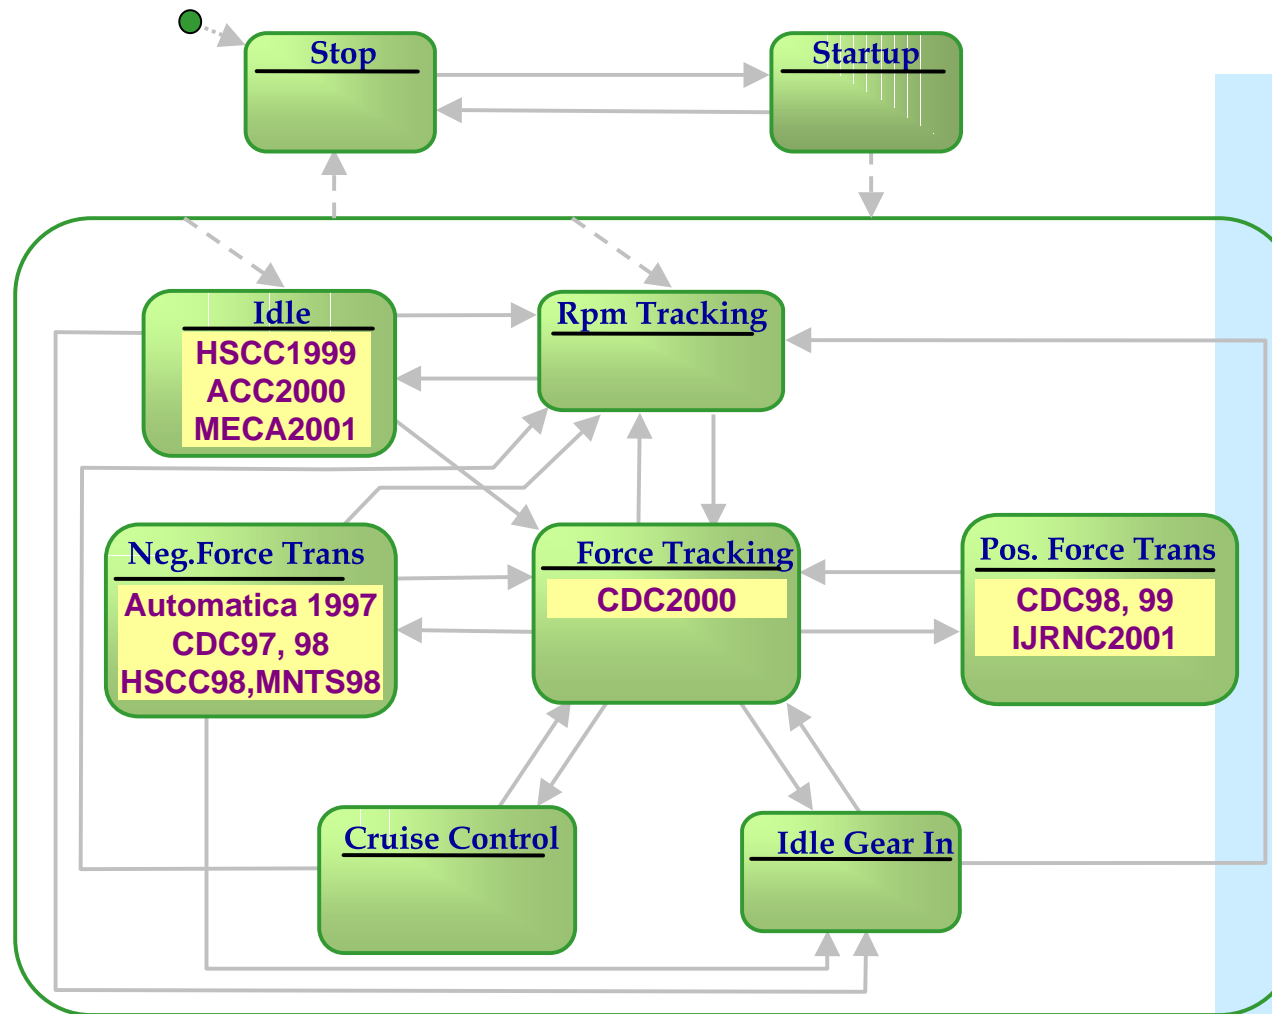 Stop
Startup
Idle
HSCC1999
ACC2000
MECA2001
Rpm Tracking
Neg.Force Trans
Automatica 1997
CDC97, 98
HSCC98,MNTS98
Force Tracking
CDC2000
Pos. Force Trans
CDC98, 99
IJRNC2001
Cruise Control
Idle Gear In